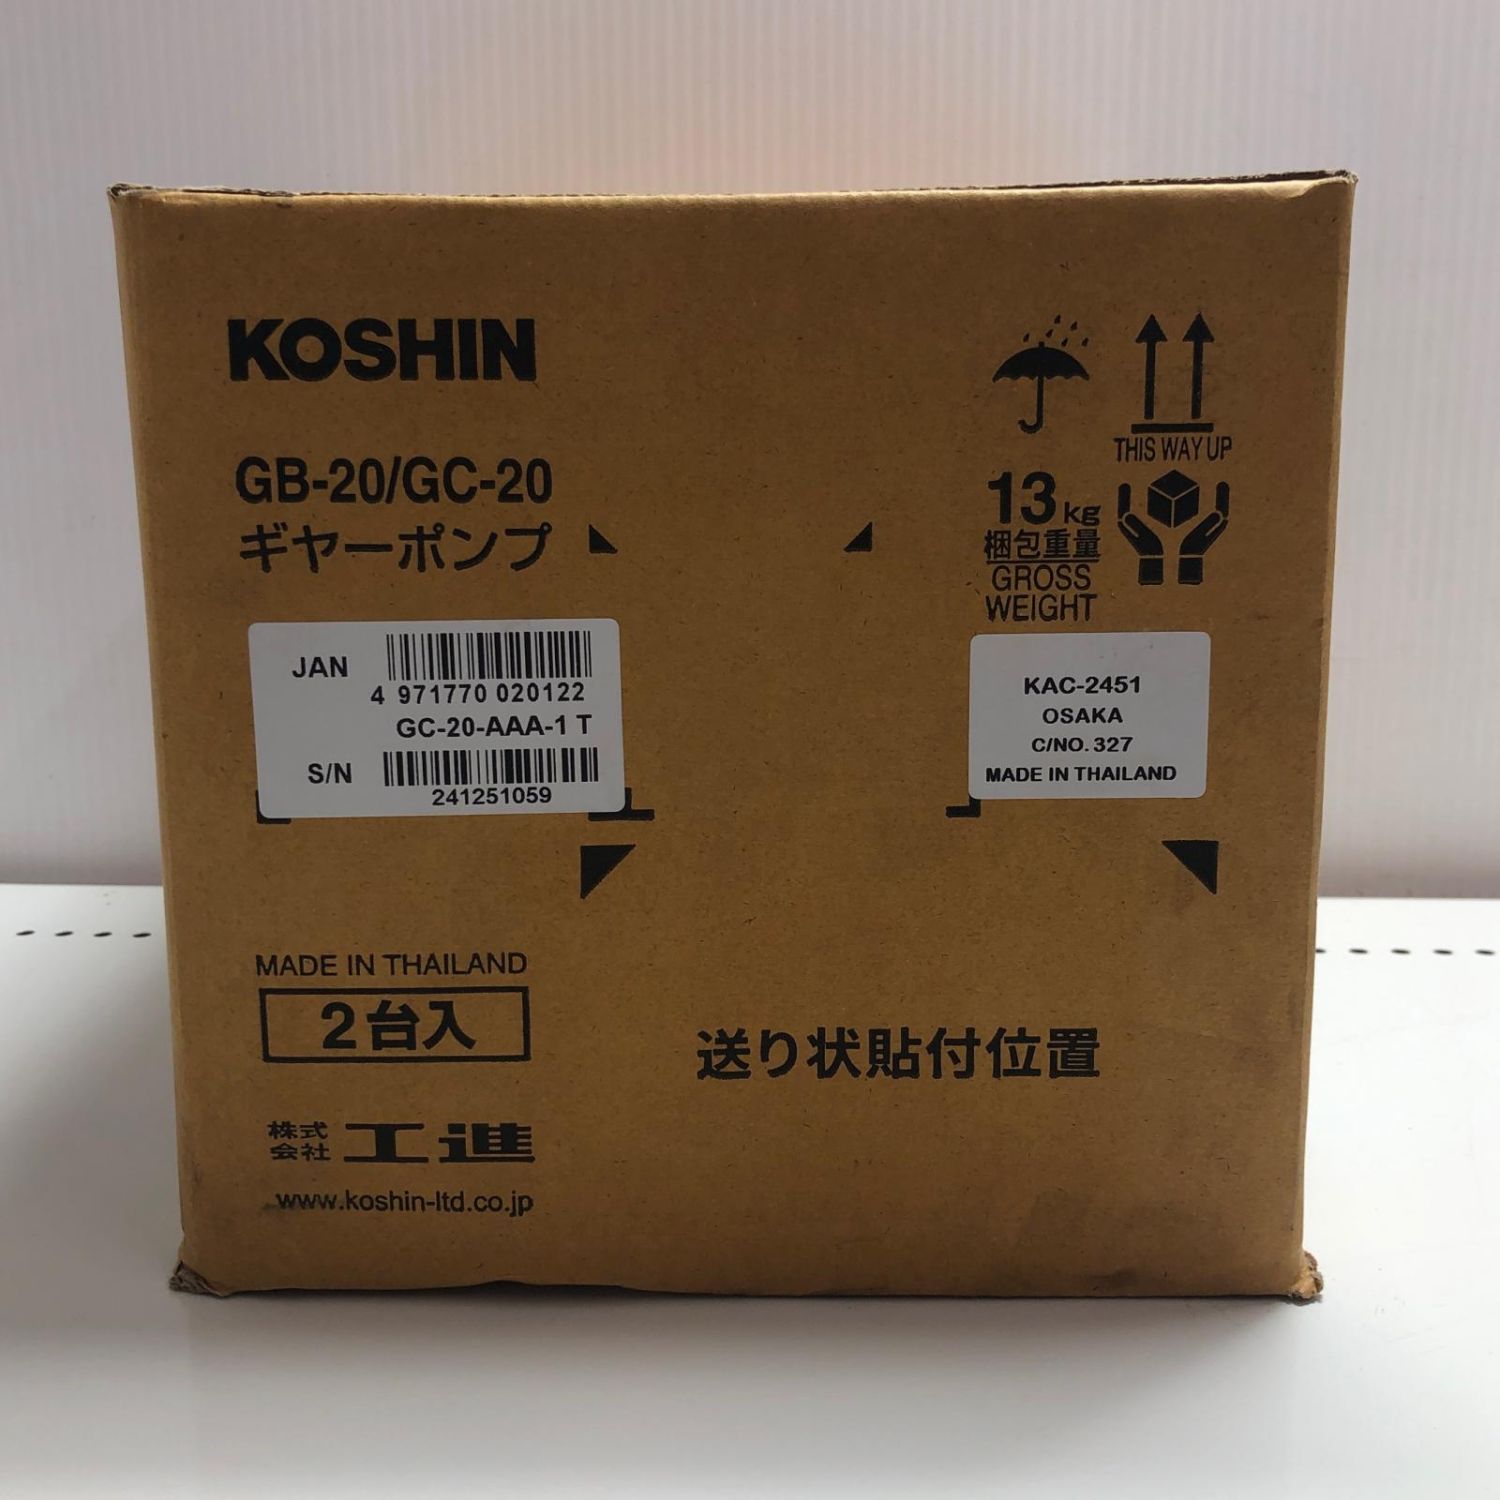 KOSHIN
GB-20/GC-20
ギヤーポンプ
JAN
4 971770 020122
GC-20-AAA-1 T
S/N
241251059
THIS WAY UP
13kg
梱包重量
GROSS
WEIGHT
KAC-2451
OSAKA
C/NO. 327
MADE IN THAILAND
MADE IN THAILAND
2台入
送り状貼付位置
株式会社 工進
www.koshin-ltd.co.jp